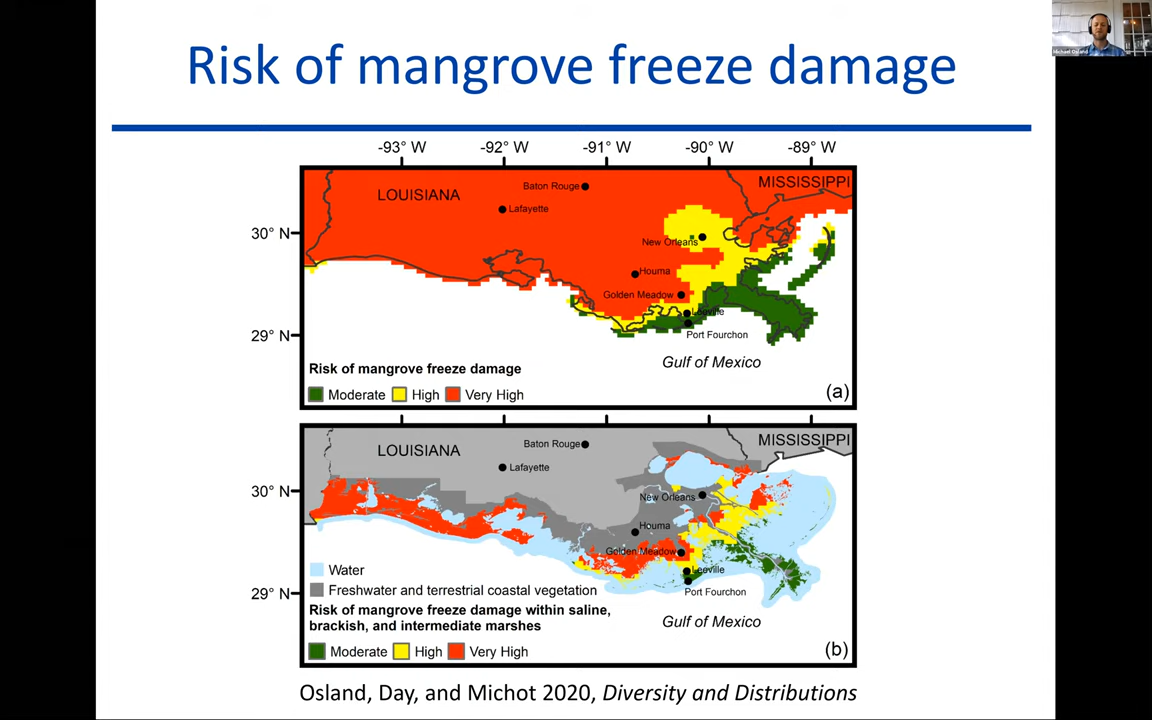 Risk of mangrove freeze damage
Michael Osland
-93° W -92° W -91° W -90° W -89° W
LOUISIANA
MISSISSIPPI
Baton Rouge
Lafayette
30° N
New Orleans
Houma
Golden Meadow
Leeville
29° N
Port Fourchon
Gulf of Mexico
Risk of mangrove freeze damage
Moderate High Very High
(a)
LOUISIANA
MISSISSIPPI
Baton Rouge
Lafayette
30° N
New Orleans
Houma
Golden Meadow
Leeville
Water
Freshwater and terrestrial coastal vegetation
29° N
Port Fourchon
Risk of mangrove freeze damage within saline,
brackish, and intermediate marshes
Gulf of Mexico
Moderate High Very High
(b)
Osland, Day, and Michot 2020, Diversity and Distributions